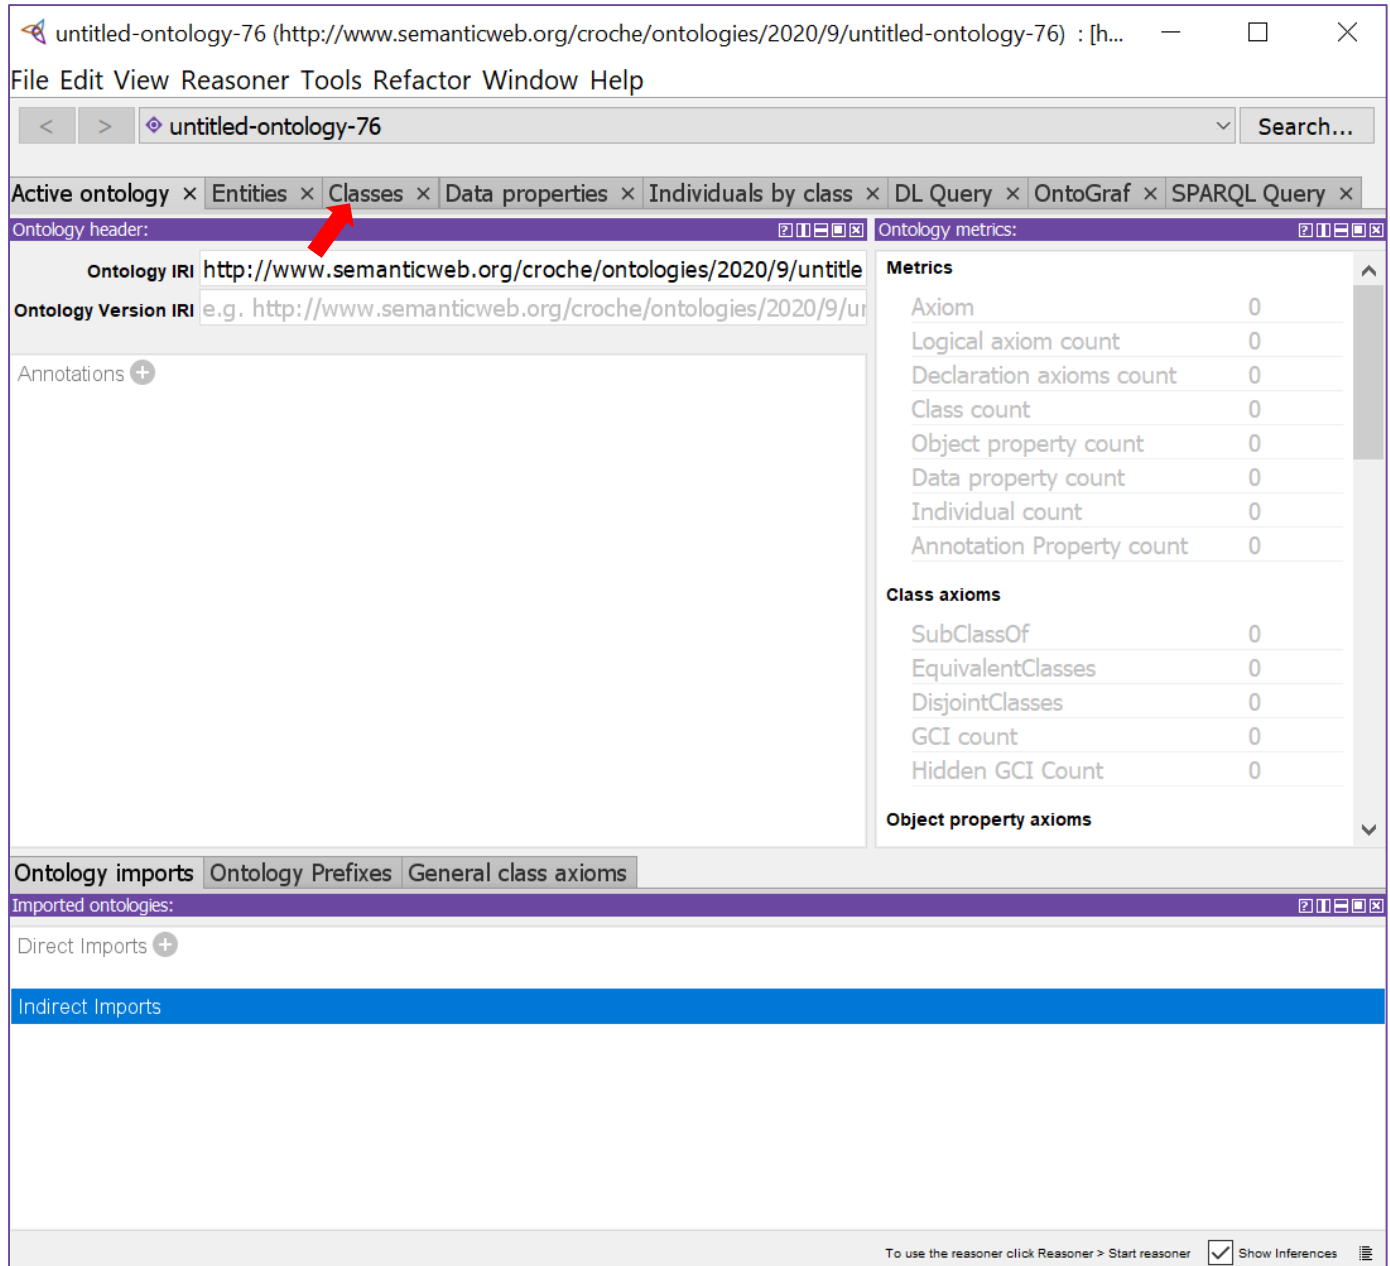 untitled-ontology-76 (http://www.semanticweb.org/croche/ontologies/2020/9/untitled-ontology-76) : [h...
File Edit View Reasoner Tools Refactor Window Help
< > untitled-ontology-76 Search...
Active ontology × Entities × Classes × Data properties × Individuals by class × DL Query × OntoGraf × SPARQL Query ×
Ontology header:
Ontology IRI http://www.semanticweb.org/croche/ontologies/2020/9/untitle
Ontology Version IRI e.g. http://www.semanticweb.org/croche/ontologies/2020/9/ur
Annotations
Ontology metrics:
Metrics
Axiom 0
Logical axiom count 0
Declaration axioms count 0
Class count 0
Object property count 0
Data property count 0
Individual count 0
Annotation Property count 0
Class axioms
SubClassOf 0
EquivalentClasses 0
DisjointClasses 0
GCI count 0
Hidden GCI Count 0
Object property axioms
Ontology imports Ontology Prefixes General class axioms
Imported ontologies:
Direct Imports
Indirect Imports
To use the reasoner click Reasoner > Start reasoner Show Inferences